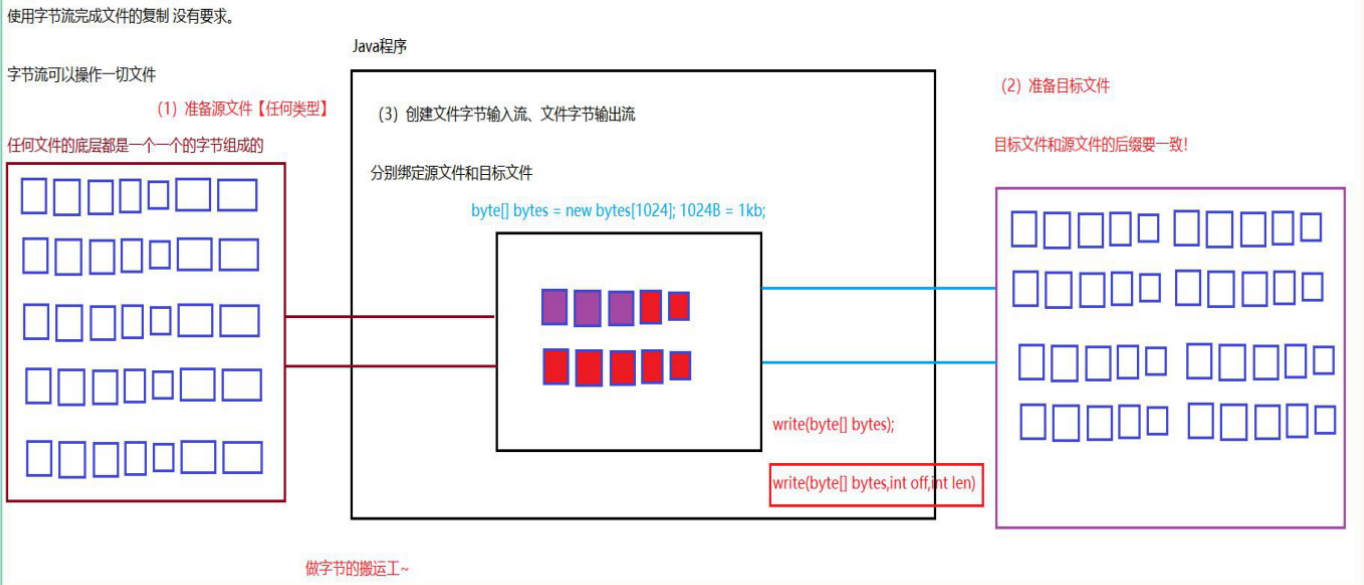 使用字节流完成文件的复制 没有要求。
Java程序
字节流可以操作一切文件
(1) 准备源文件【任何类型】
任何文件的底层都是一个一个的字节组成的
(3) 创建文件字节输入流、文件字节输出流
分别绑定源文件和目标文件
byte[] bytes = new bytes[1024]; 1024B = 1kb;
(2) 准备目标文件
目标文件和源文件的后缀要一致!
write(byte[] bytes);
write(byte[] bytes,int off,int len)
做字节的搬运工~